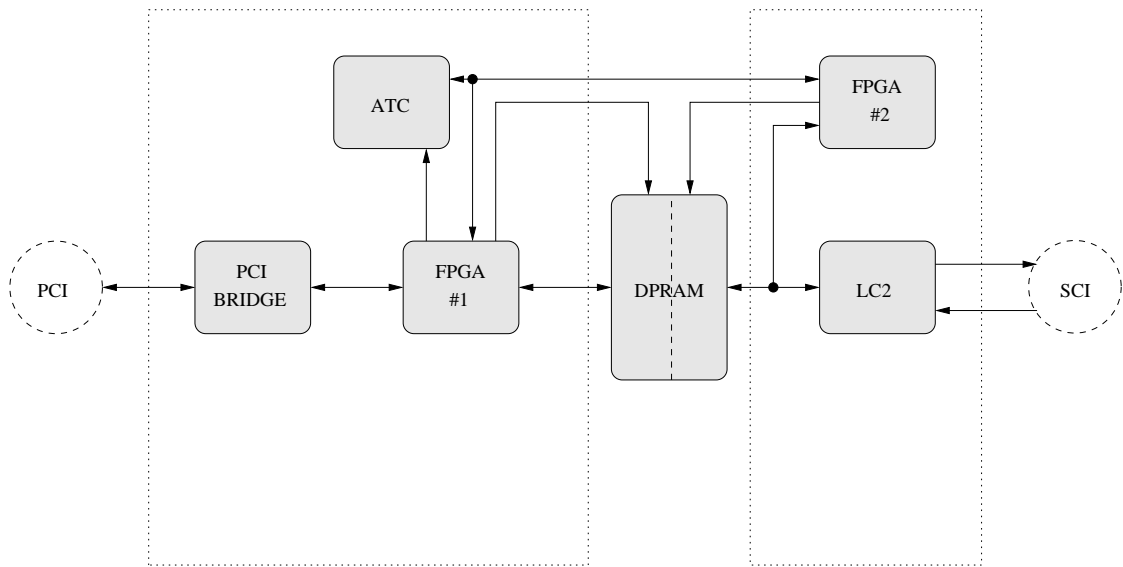 ATC
FPGA
#2
PCI
PCI
BRIDGE
FPGA
#1
DPRAM
LC2
SCI